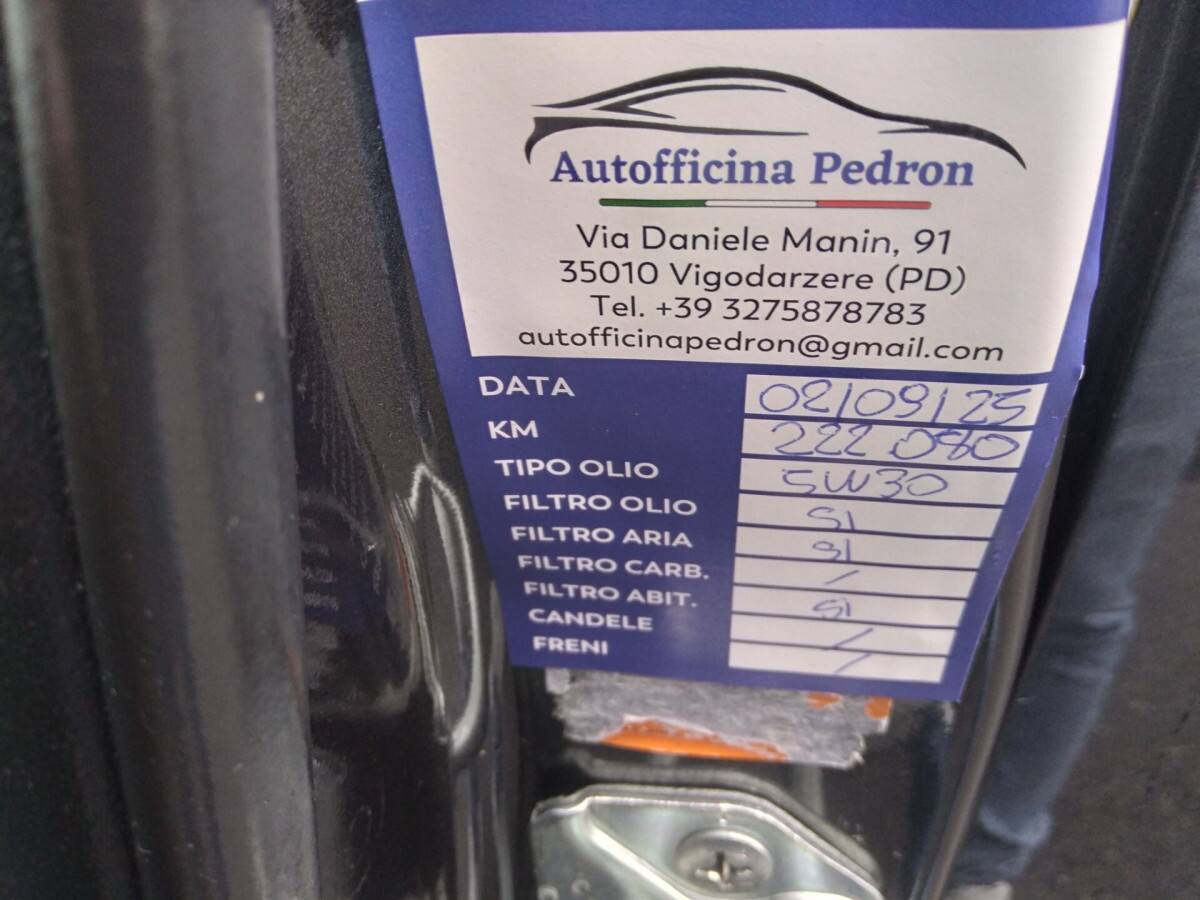 Autofficina Pedron
Via Daniele Manin, 91
35010 Vigodarzere (PD)
Tel. +39 3275878783
autofficinapedron@gmail.com
DATA 02/09/25
KM 222 080
TIPO OLIO 5W30
FILTRO OLIO SI
FILTRO ARIA SI
FILTRO CARB. /
FILTRO ABIT. SI
CANDELE /
FRENI /